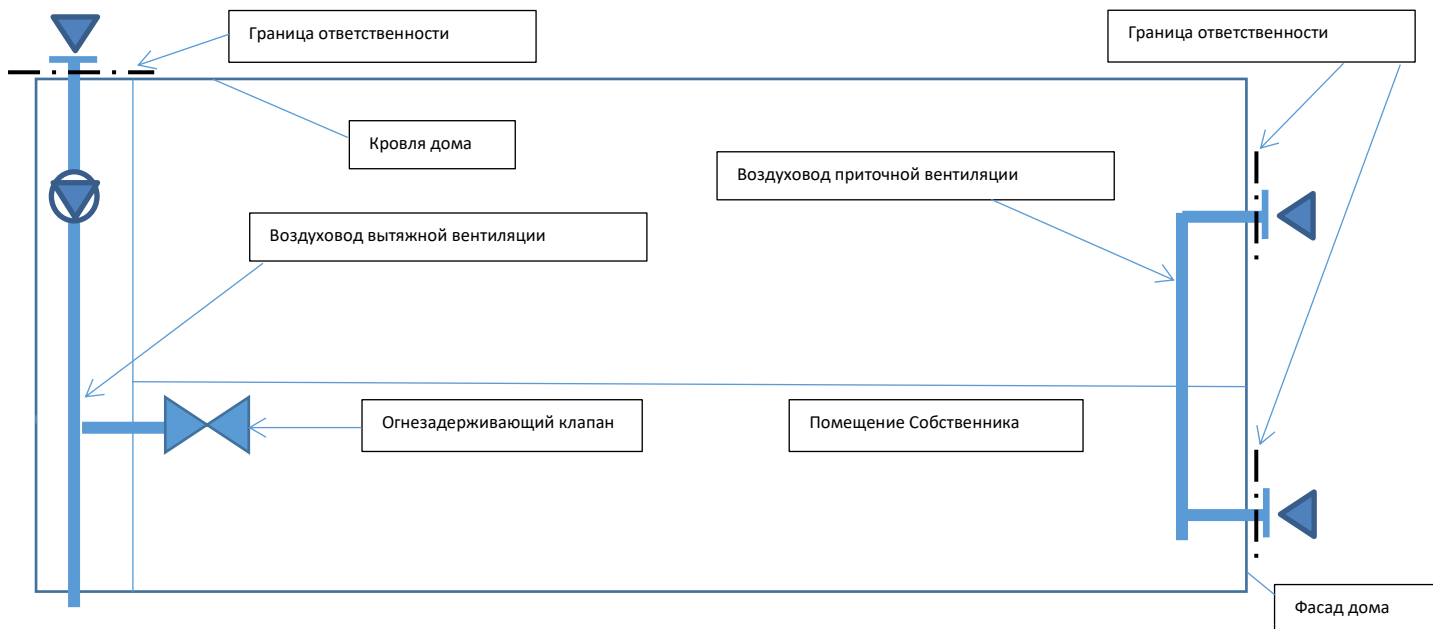 Граница ответственности
Граница ответственности
Кровля дома
Воздуховод приточной вентиляции
Воздуховод вытяжной вентиляции
Огнезадерживающий клапан
Помещение Собственника
Фасад дома